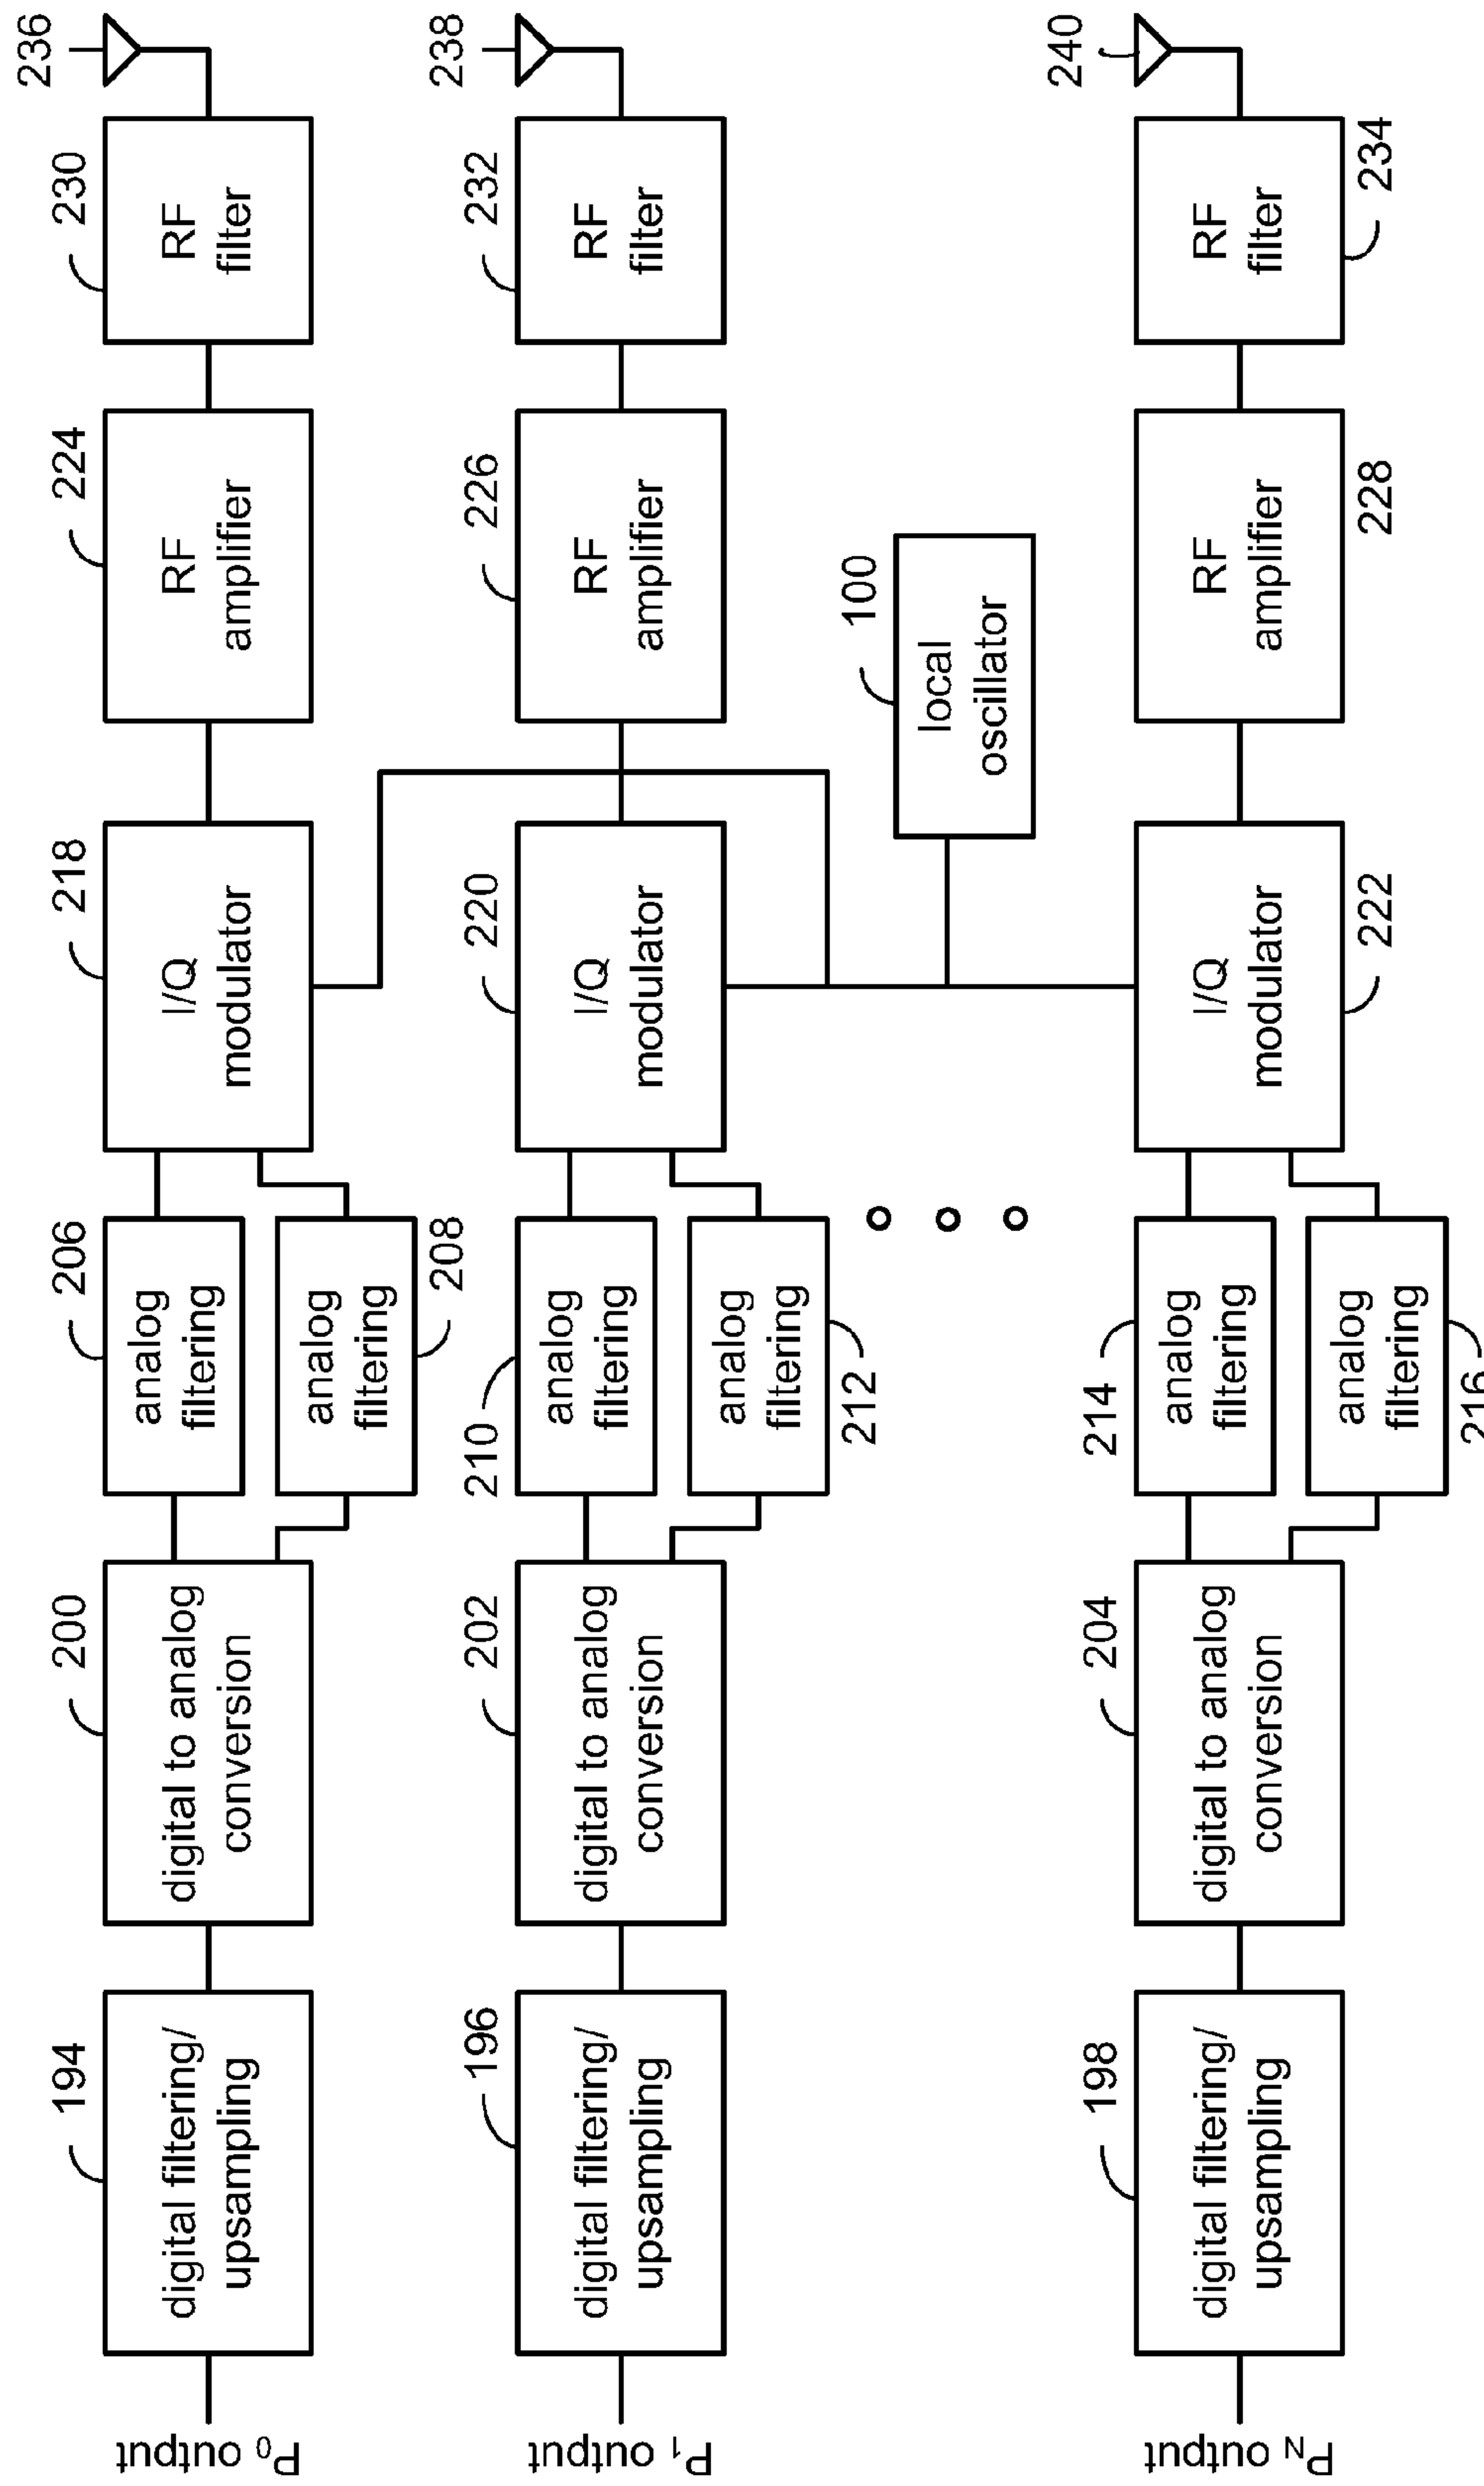 P0 output
194
digital filtering/
upsampling
200
digital to analog
conversion
206
analog
filtering
analog
filtering
208
218
I/Q
modulator
224
RF
amplifier
230
RF
filter
236
P1 output
196
digital filtering/
upsampling
202
digital to analog
conversion
210
analog
filtering
analog
filtering
212
220
I/Q
modulator
226
RF
amplifier
232
RF
filter
238
100
local
oscillator
PN output
198
digital filtering/
upsampling
204
digital to analog
conversion
214
analog
filtering
analog
filtering
216
I/Q
modulator
222
RF
amplifier
228
RF
filter
234
240